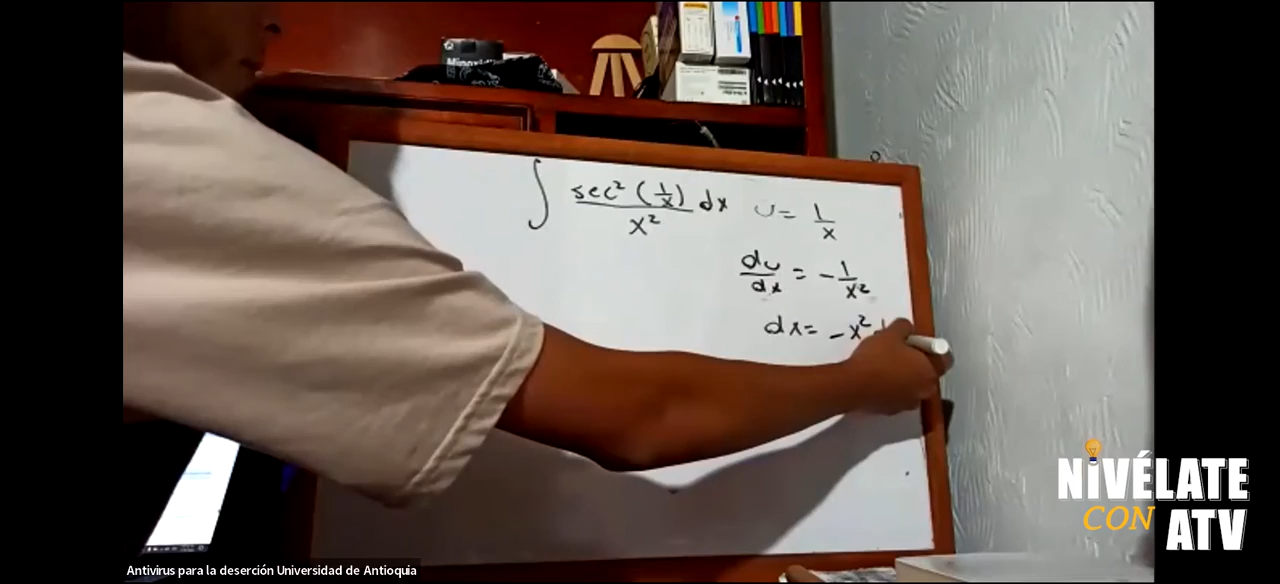 Minoxidil
∫ sec² (1/x) / x² dx u = 1/x
du/dx = - 1/x²
dx = - x² d
NIVÉLATE
CON ATV
Antivirus para la deserción Universidad de Antioquia